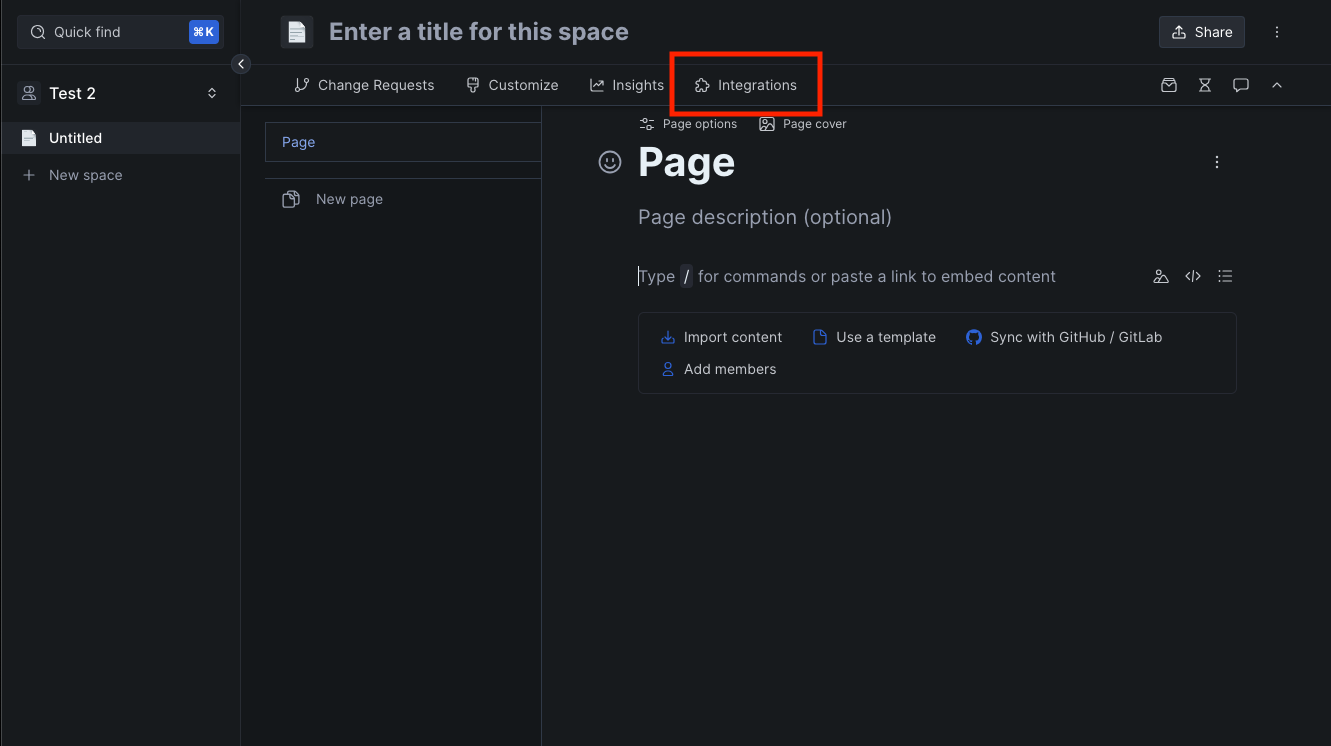 Quick find ⌘K
Enter a title for this space
Share
Test 2
Change Requests Customize Insights Integrations
Untitled
New space
Page
New page
Page options Page cover
Page
Page description (optional)
Type / for commands or paste a link to embed content
Import content Use a template Sync with GitHub / GitLab
Add members